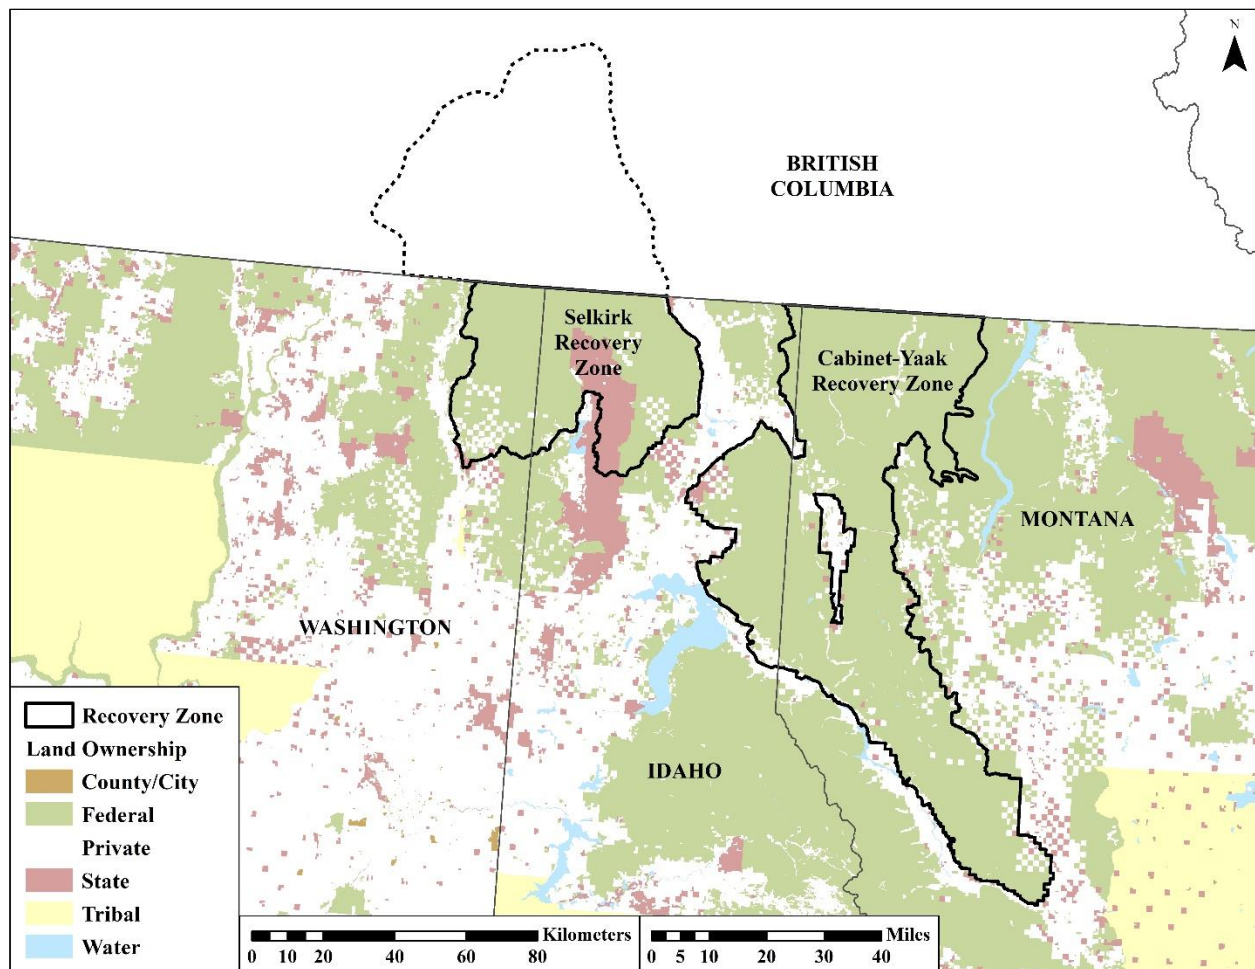 N
BRITISH
COLUMBIA
Selkirk
Recovery
Zone
Cabinet-Yaak
Recovery Zone
MONTANA
WASHINGTON
IDAHO
Recovery Zone
Land Ownership
County/City
Federal
Private
State
Tribal
Water
Kilometers
0 10 20 40 60 80
Miles
0 5 10 20 30 40